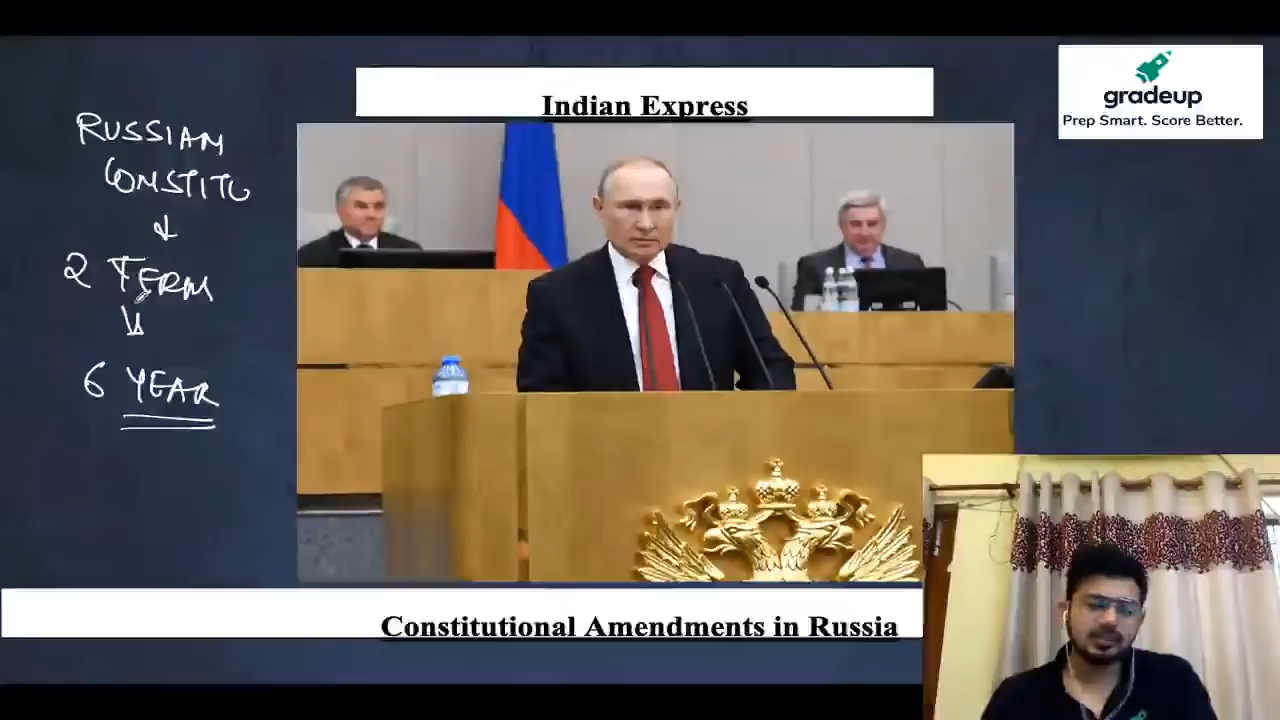 Indian Express
gradeup
Prep Smart. Score Better.
RUSSIAN
CONSTITU
2 TERM
6 YEAR
Constitutional Amendments in Russia